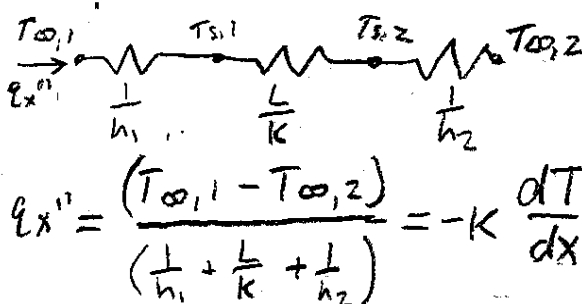 T∞,1 Ts,1 Ts,2 T∞,2
qx"
1/h1 L/K 1/h2
qx" = (T∞,1 - T∞,2) / (1/h1 + L/K + 1/h2) = -K dT/dx